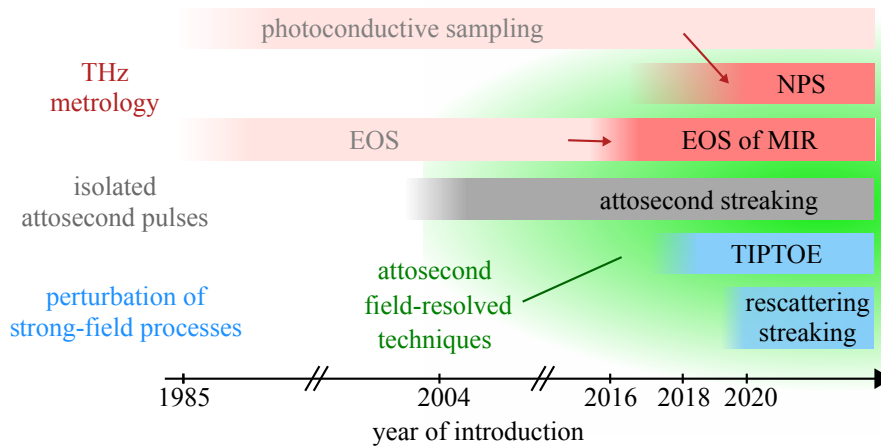 photoconductive sampling
THz
metrology
NPS
EOS
EOS of MIR
isolated
attosecond pulses
attosecond streaking
TIPTOE
attosecond
field-resolved
techniques
perturbation of
strong-field processes
rescattering
streaking
1985
2004
2016
2018
2020
year of introduction